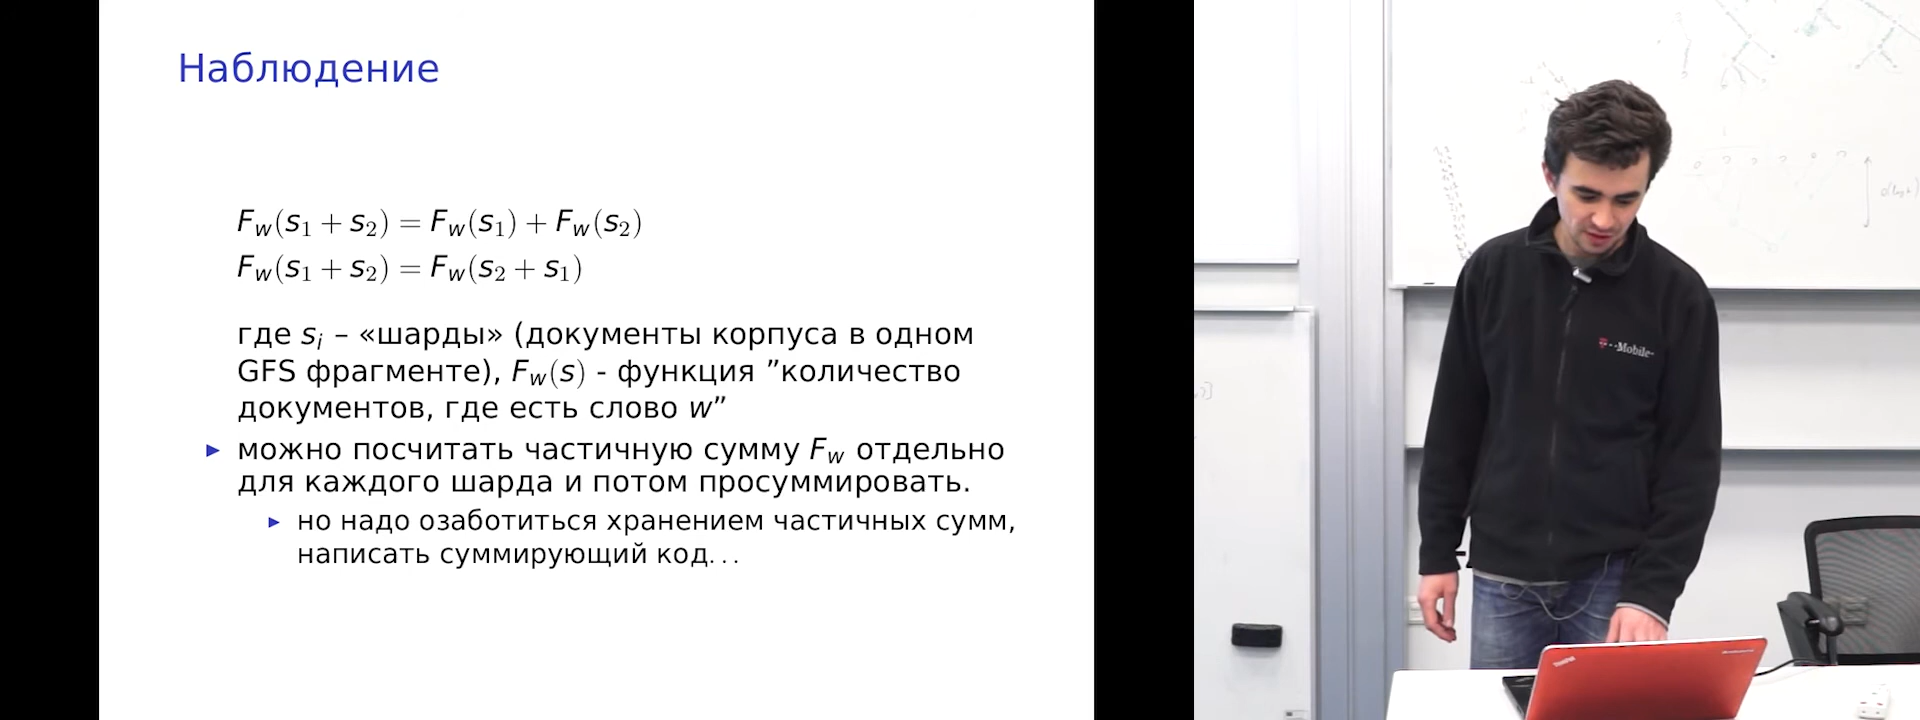 Наблюдение
F_w(s_1 + s_2) = F_w(s_1) + F_w(s_2)
F_w(s_1 + s_2) = F_w(s_2 + s_1)
где s_i – «шарды» (документы корпуса в одном
GFS фрагменте), F_w(s) - функция ”количество
документов, где есть слово w”
▶ можно посчитать частичную сумму F_w отдельно
для каждого шарда и потом просуммировать.
▶ но надо озаботиться хранением частичных сумм,
написать суммирующий код...
T··Mobile·
ThinkPad